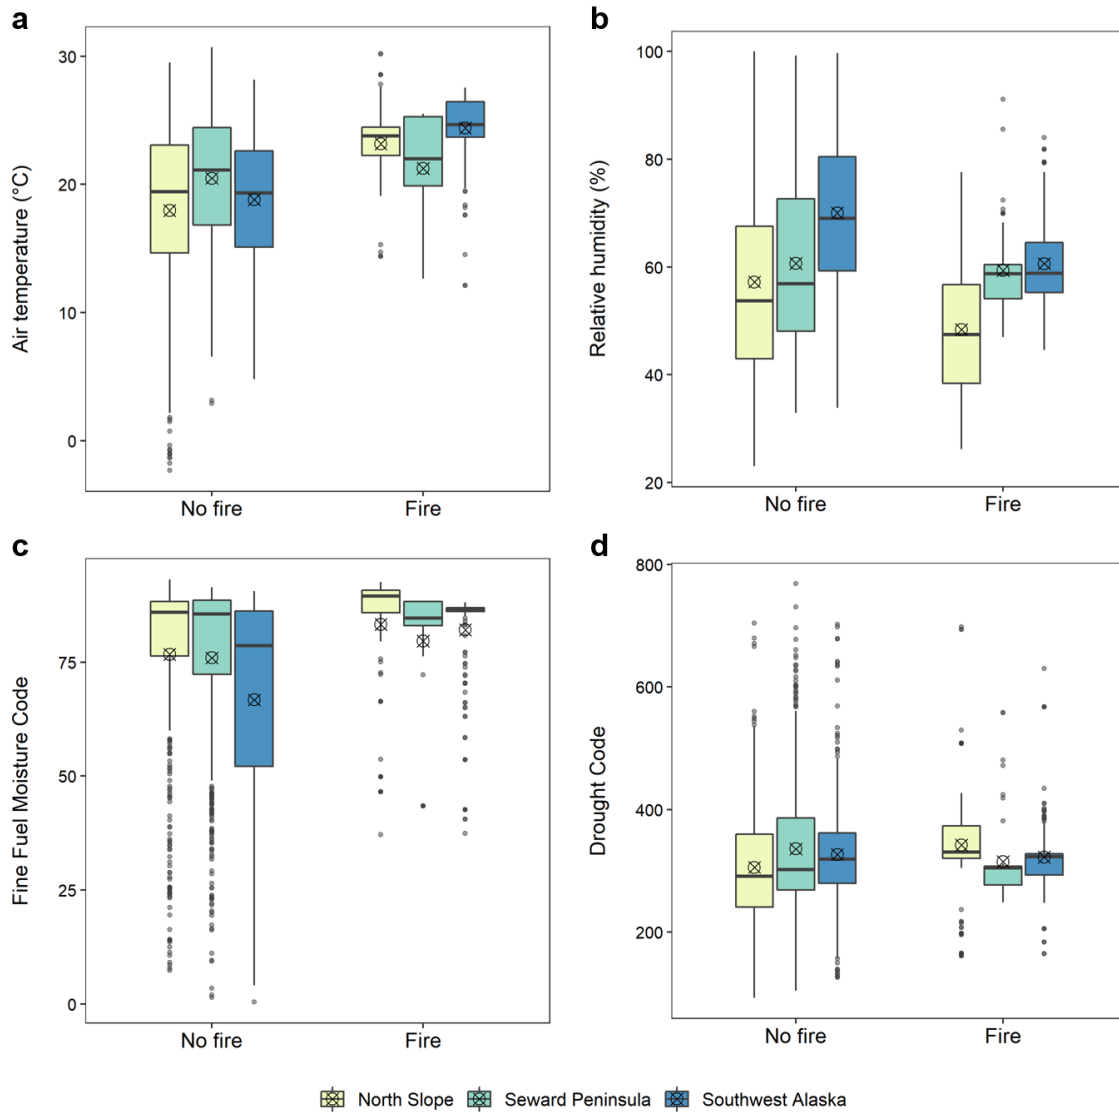 a
Air temperature (°C)
30
20
10
0
No fire
Fire
b
Relative humidity (%)
100
80
60
40
20
No fire
Fire
c
Fine Fuel Moisture Code
75
50
25
0
No fire
Fire
d
Drought Code
800
600
400
200
No fire
Fire
North Slope
Seward Peninsula
Southwest Alaska